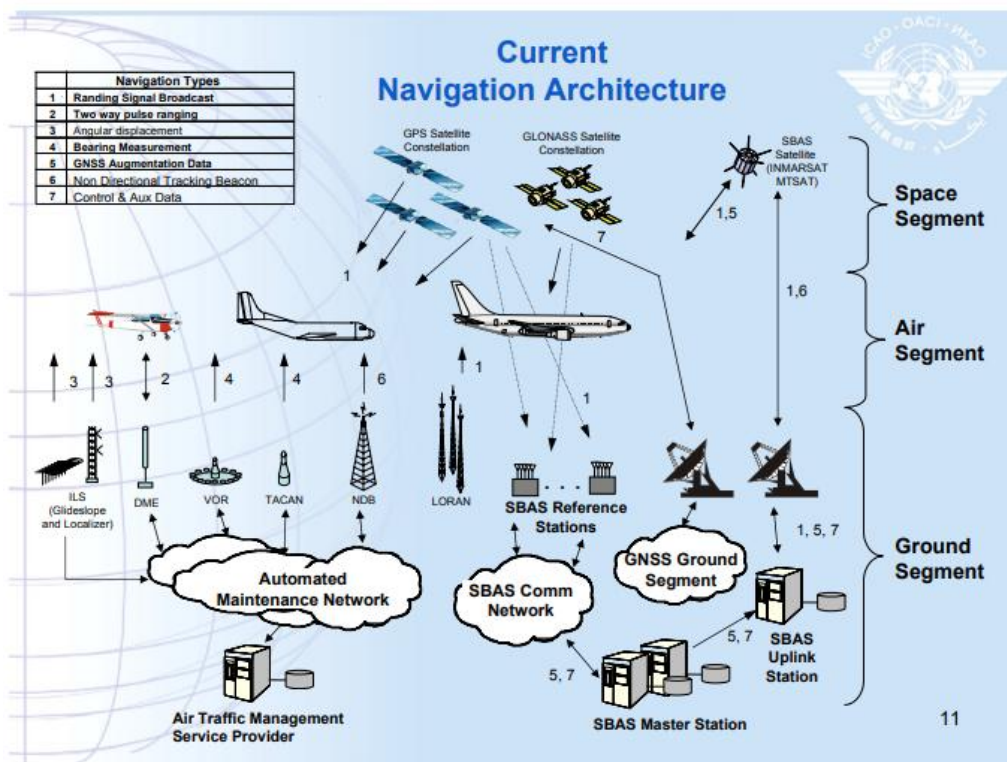 Current
Navigation Architecture
ICAO · OACI · ИКАО
Navigation Types
1 Randing Signal Broadcast
2 Two way pulse ranging
3 Angular displacement
4 Bearing Measurement
5 GNSS Augmentation Data
6 Non Directional Tracking Beacon
7 Control & Aux Data
GPS Satellite
Constellation
GLONASS Satellite
Constellation
SBAS
Satellite
(INMARSAT
MTSAT)
Space
Segment
7
1,5
1
1,6
Air
Segment
3
3
2
4
4
6
1
1
ILS
(Glideslope
and Localizer)
DME
VOR
TACAN
NDB
LORAN
SBAS Reference
Stations
. . .
1, 5, 7
Ground
Segment
Automated
Maintenance Network
SBAS Comm
Network
GNSS Ground
Segment
5, 7
5, 7
SBAS
Uplink
Station
Air Traffic Management
Service Provider
SBAS Master Station
11